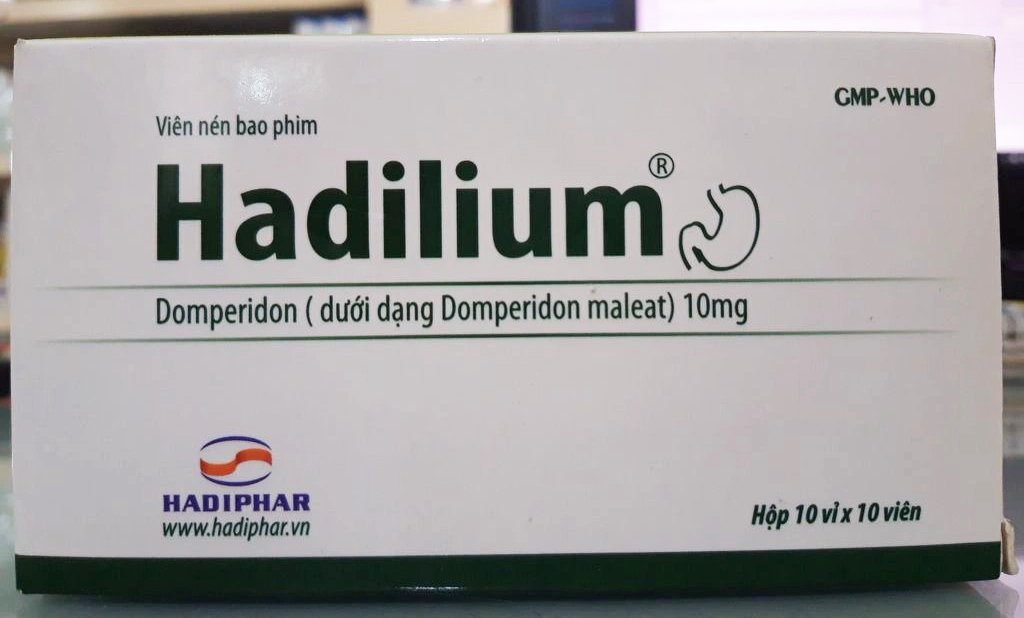 GMP-WHO
Viên nén bao phim
Hadilium®
Domperidon ( dưới dạng Domperidon maleat) 10mg
HADIPHAR
www.hadiphar.vn
Hộp 10 vỉ x 10 viên